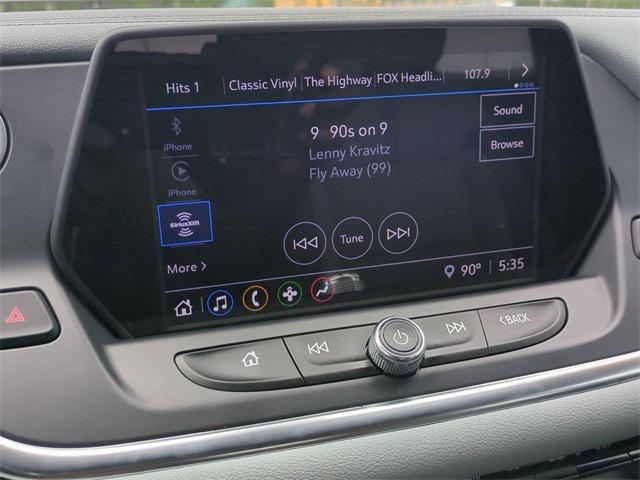 Hits 1 Classic Vinyl The Highway FOX Headli... 107.9
iPhone
iPhone
SiriusXM
More
9 90s on 9
Lenny Kravitz
Fly Away (99)
Sound
Browse
Tune
90° 5:35
BACK